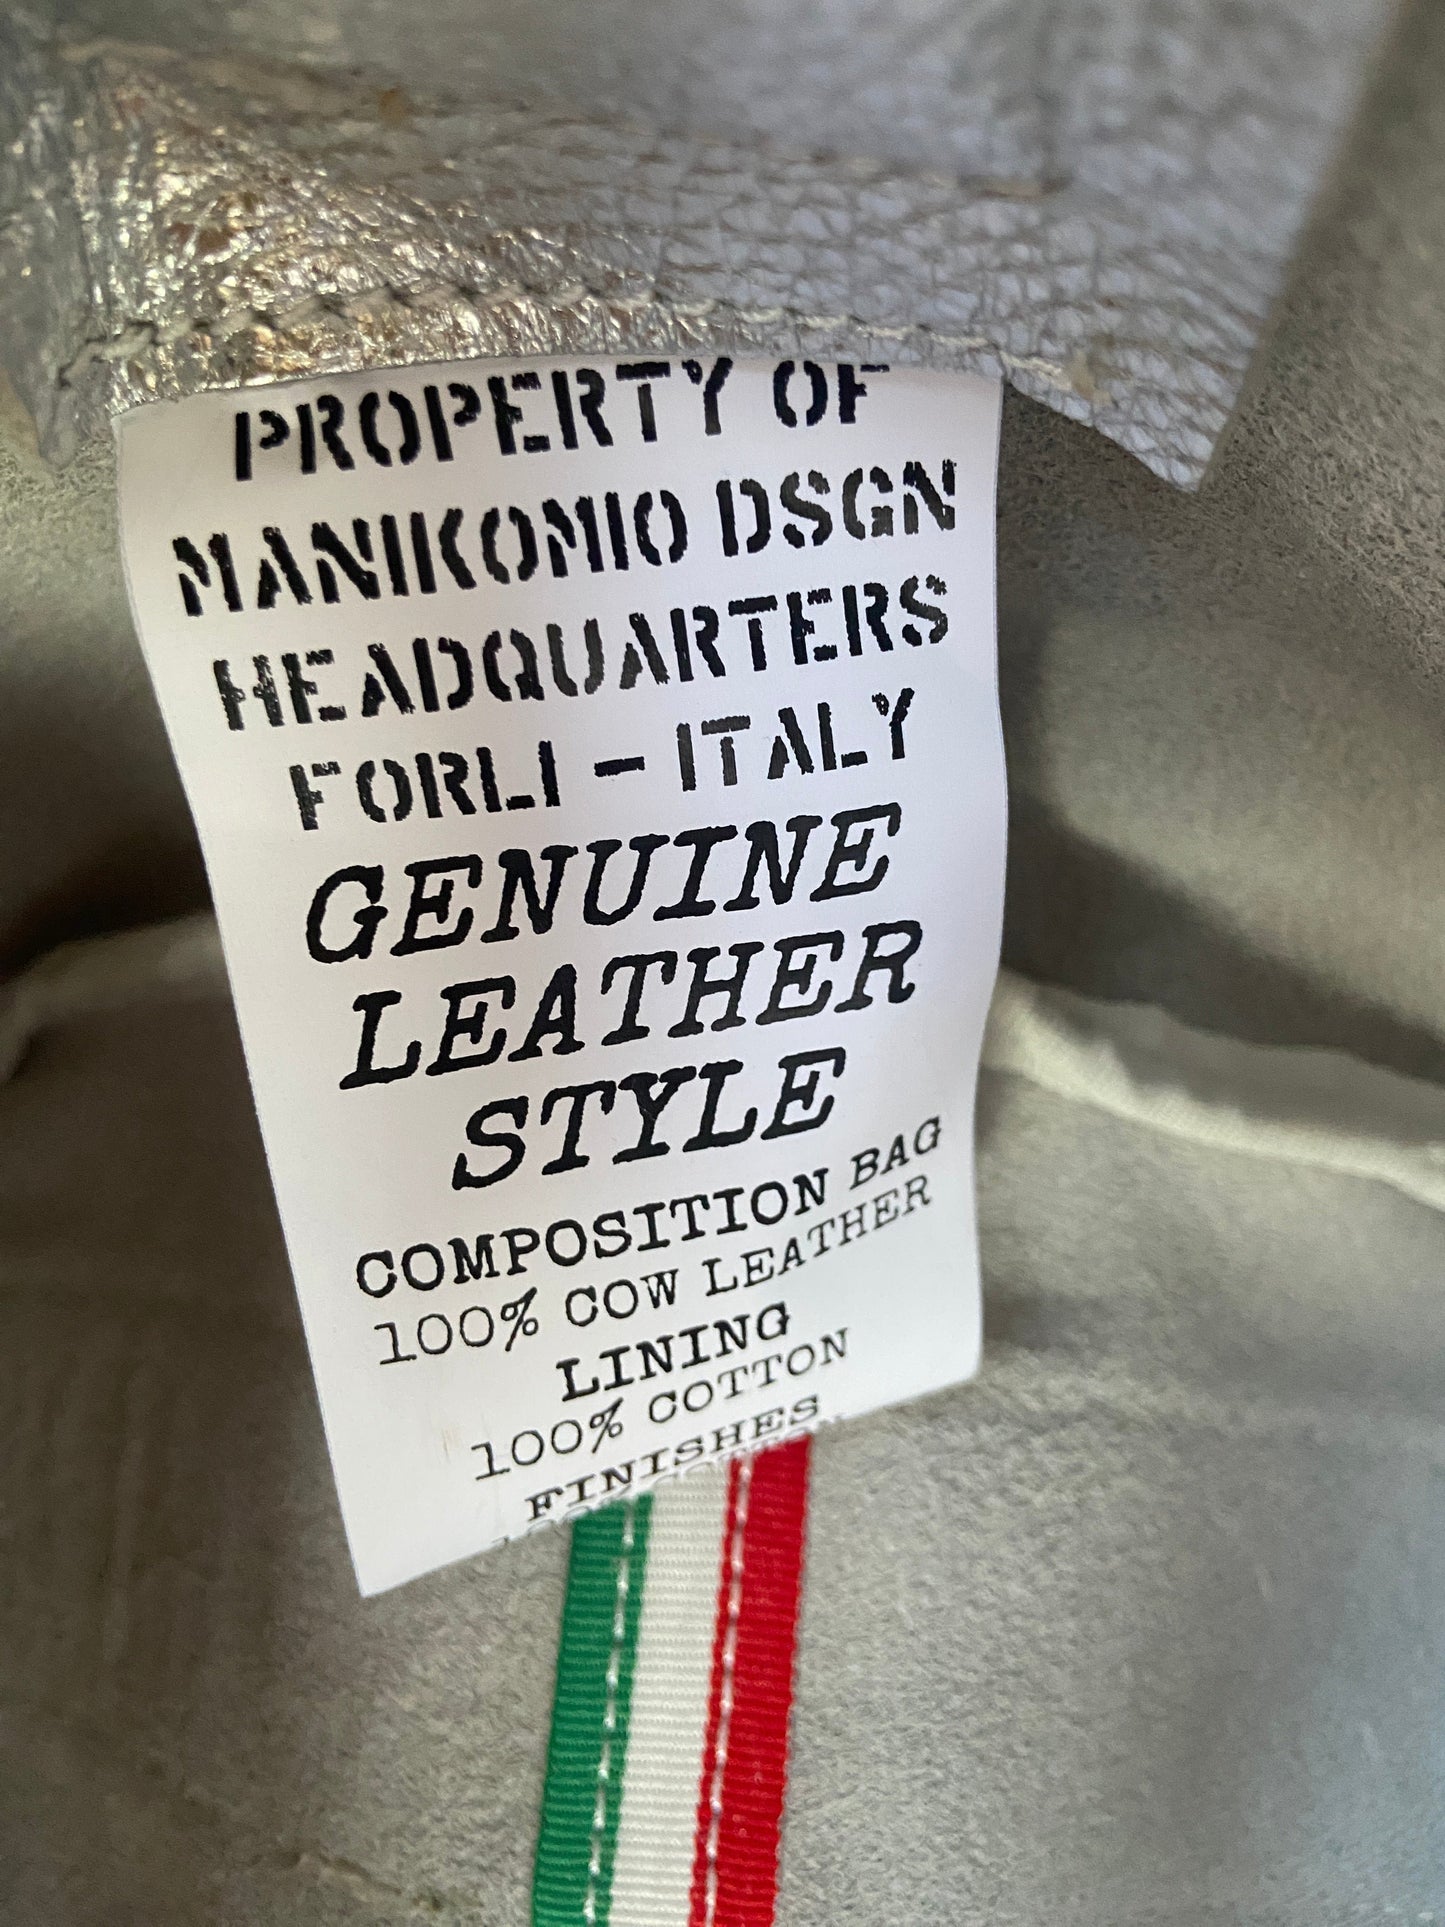 PROPERTY OF
MANIKOMIO DSGN
HEADQUARTERS
FORLI - ITALY
GENUINE
LEATHER
STYLE
COMPOSITION BAG
100% COW LEATHER
LINING
100% COTTON
FINISHES